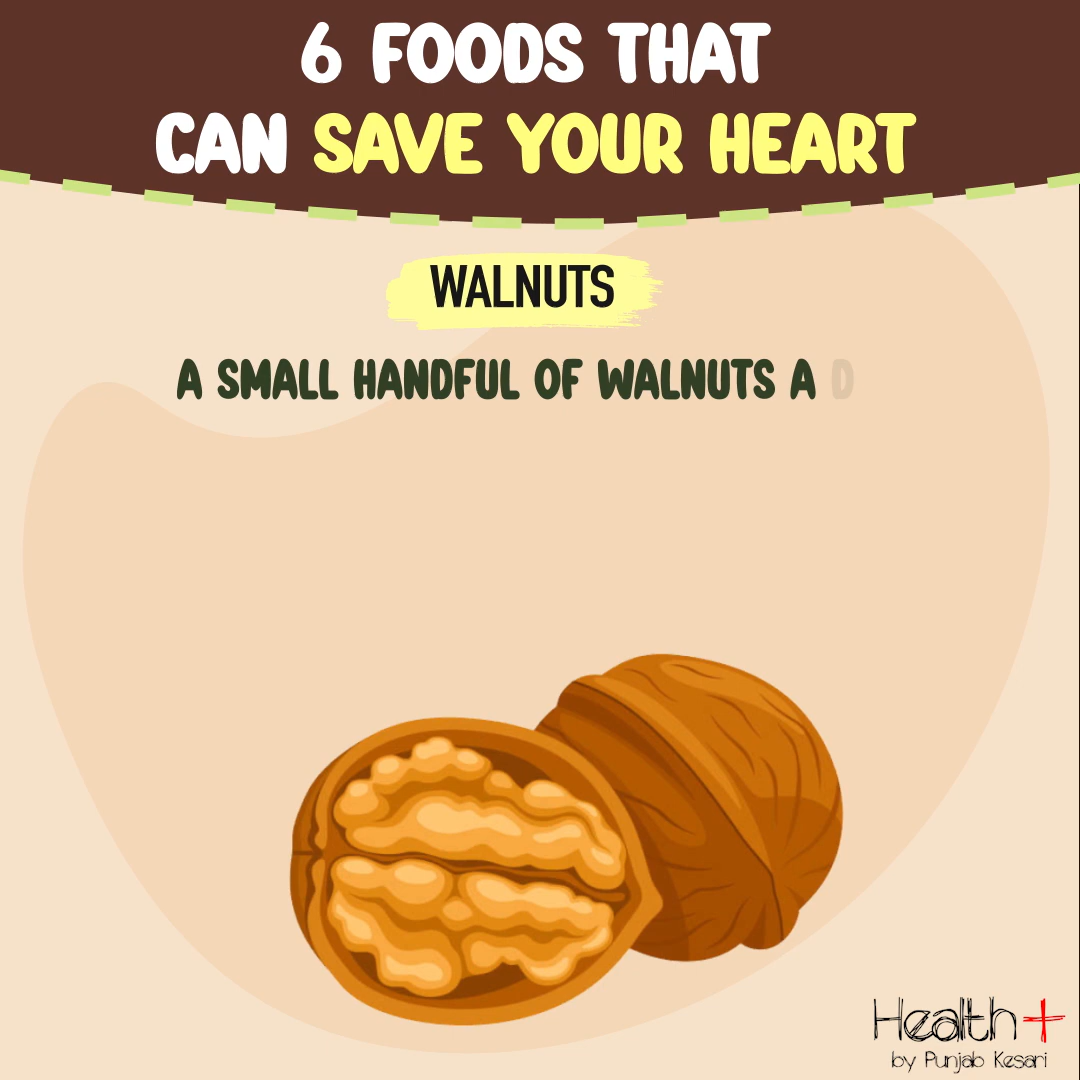 6 FOODS THAT
CAN SAVE YOUR HEART
WALNUTS
A SMALL HANDFUL OF WALNUTS A D
Health+
by Punjab Kesari